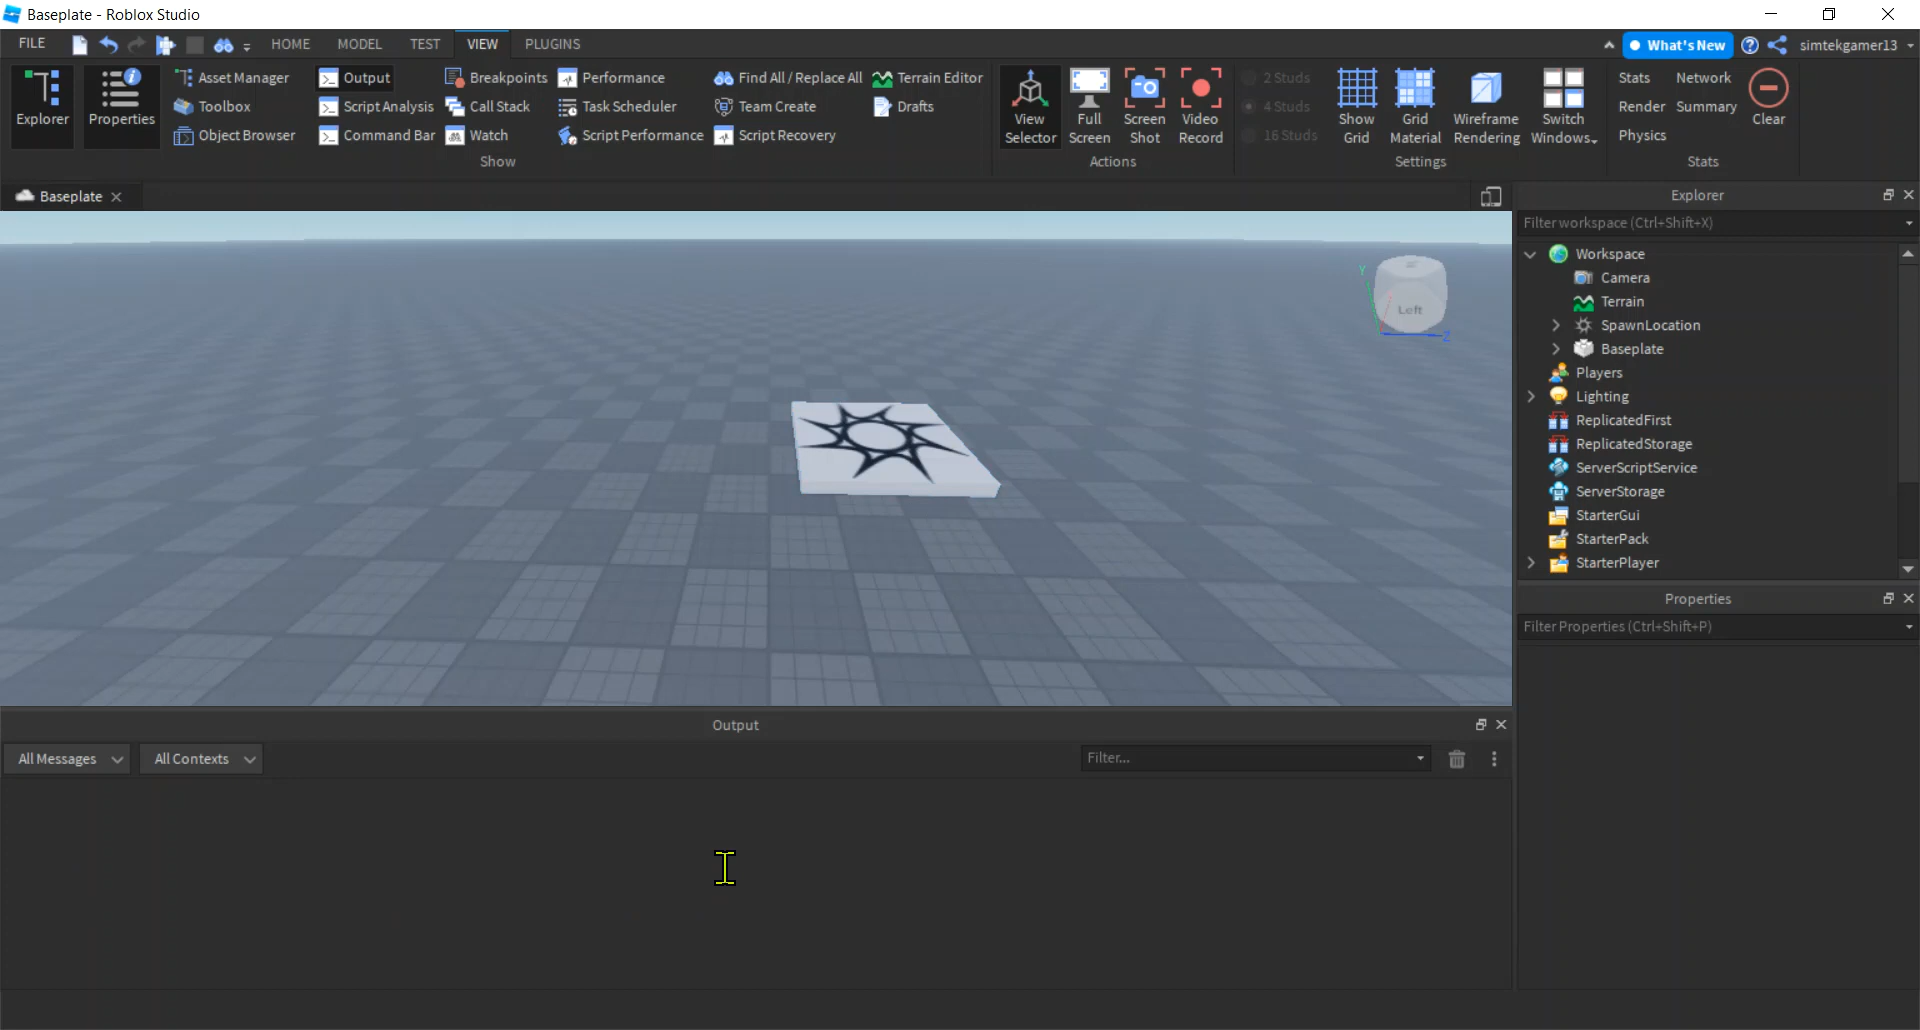 Baseplate - Roblox Studio
FILE HOME MODEL TEST VIEW PLUGINS What's New simtekgamer13
Explorer
Properties
Asset Manager
Toolbox
Object Browser
Output
Script Analysis
Command Bar
Breakpoints
Call Stack
Watch
Performance
Task Scheduler
Script Performance
Find All / Replace All
Team Create
Script Recovery
Terrain Editor
Drafts
Show
View
Selector
Full
Screen
Screen
Shot
Video
Record
Actions
2 Studs
4 Studs
16 Studs
Show
Grid
Grid
Material
Wireframe
Rendering
Switch
Windows
Settings
Stats
Render
Physics
Network
Summary
Clear
Stats
Baseplate
Y
Left
Z
Explorer
Filter workspace (Ctrl+Shift+X)
Workspace
Camera
Terrain
SpawnLocation
Baseplate
Players
Lighting
ReplicatedFirst
ReplicatedStorage
ServerScriptService
ServerStorage
StarterGui
StarterPack
StarterPlayer
Properties
Filter Properties (Ctrl+Shift+P)
Output
All Messages All Contexts Filter...